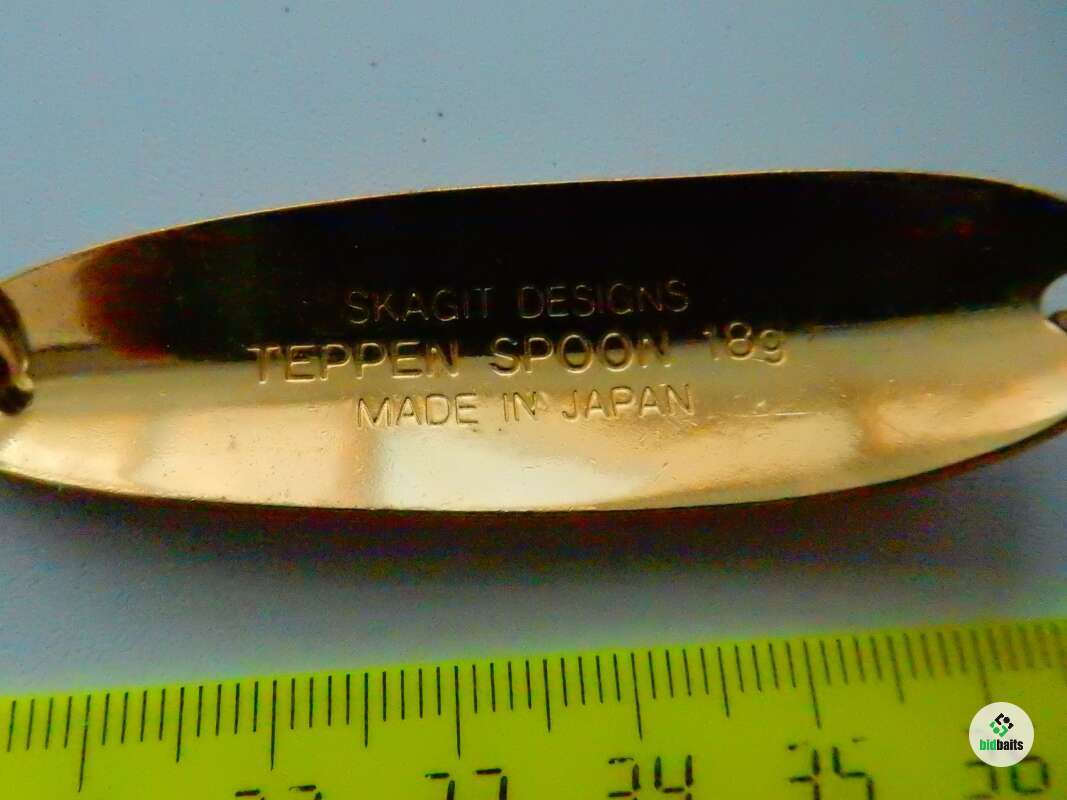 SKAGIT DESIGNS
TEPPEN SPOON 18g
MADE IN JAPAN
34 35
bidbaits